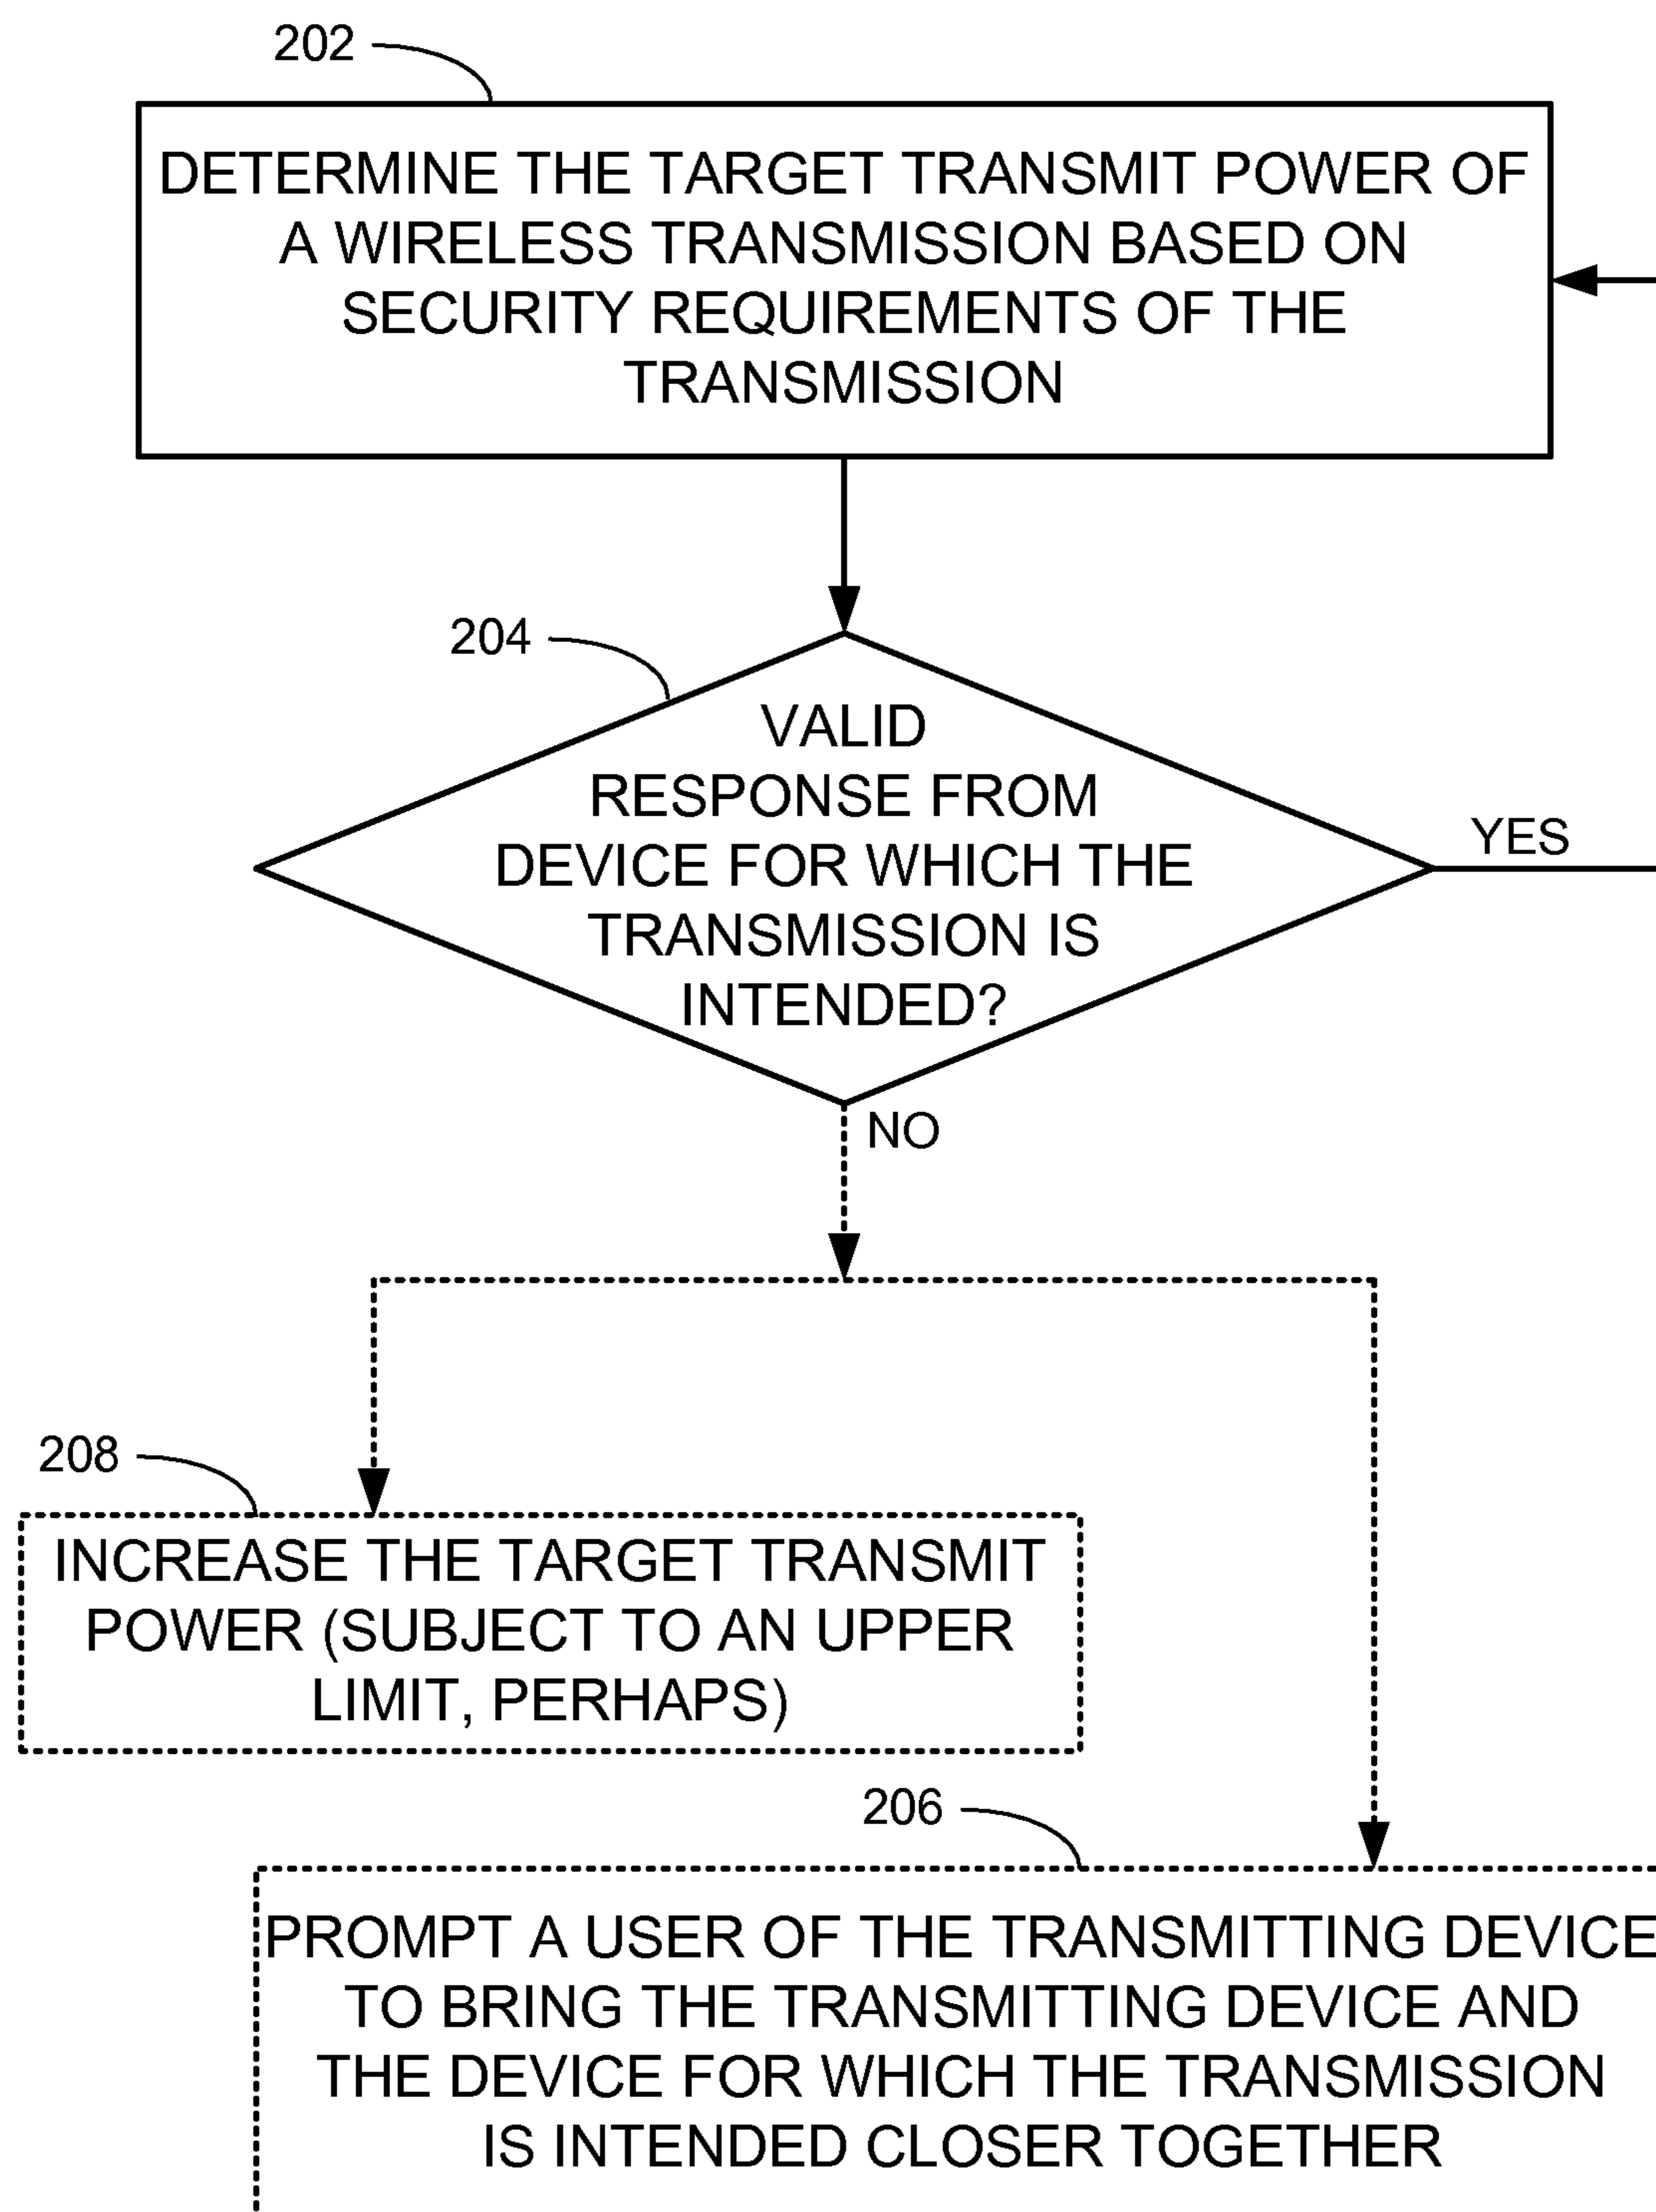 202
DETERMINE THE TARGET TRANSMIT POWER OF
A WIRELESS TRANSMISSION BASED ON
SECURITY REQUIREMENTS OF THE
TRANSMISSION
204
VALID
RESPONSE FROM
DEVICE FOR WHICH THE
TRANSMISSION IS
INTENDED?
YES
NO
208
INCREASE THE TARGET TRANSMIT
POWER (SUBJECT TO AN UPPER
LIMIT, PERHAPS)
206
PROMPT A USER OF THE TRANSMITTING DEVICE
TO BRING THE TRANSMITTING DEVICE AND
THE DEVICE FOR WHICH THE TRANSMISSION
IS INTENDED CLOSER TOGETHER